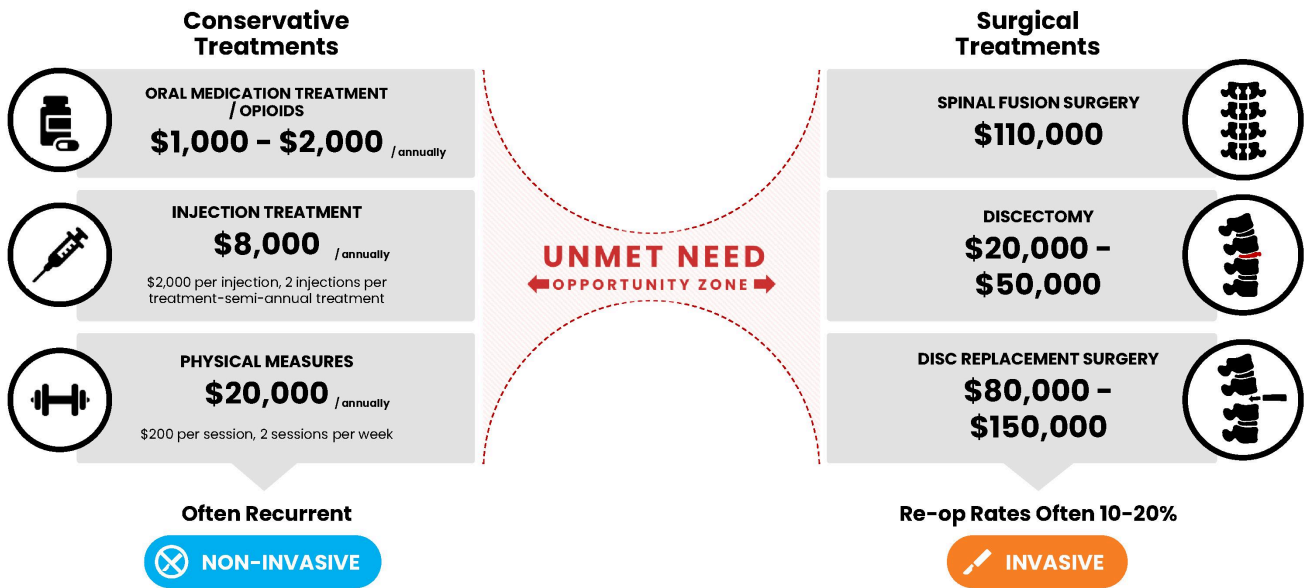 Conservative
Treatments
ORAL MEDICATION TREATMENT
/ OPIOIDS
$1,000 - $2,000 / annually
INJECTION TREATMENT
$8,000 / annually
$2,000 per injection, 2 injections per
treatment-semi-annual treatment
PHYSICAL MEASURES
$20,000 / annually
$200 per session, 2 sessions per week
Often Recurrent
NON-INVASIVE
UNMET NEED
OPPORTUNITY ZONE
Surgical
Treatments
SPINAL FUSION SURGERY
$110,000
DISCECTOMY
$20,000 -
$50,000
DISC REPLACEMENT SURGERY
$80,000 -
$150,000
Re-op Rates Often 10-20%
INVASIVE